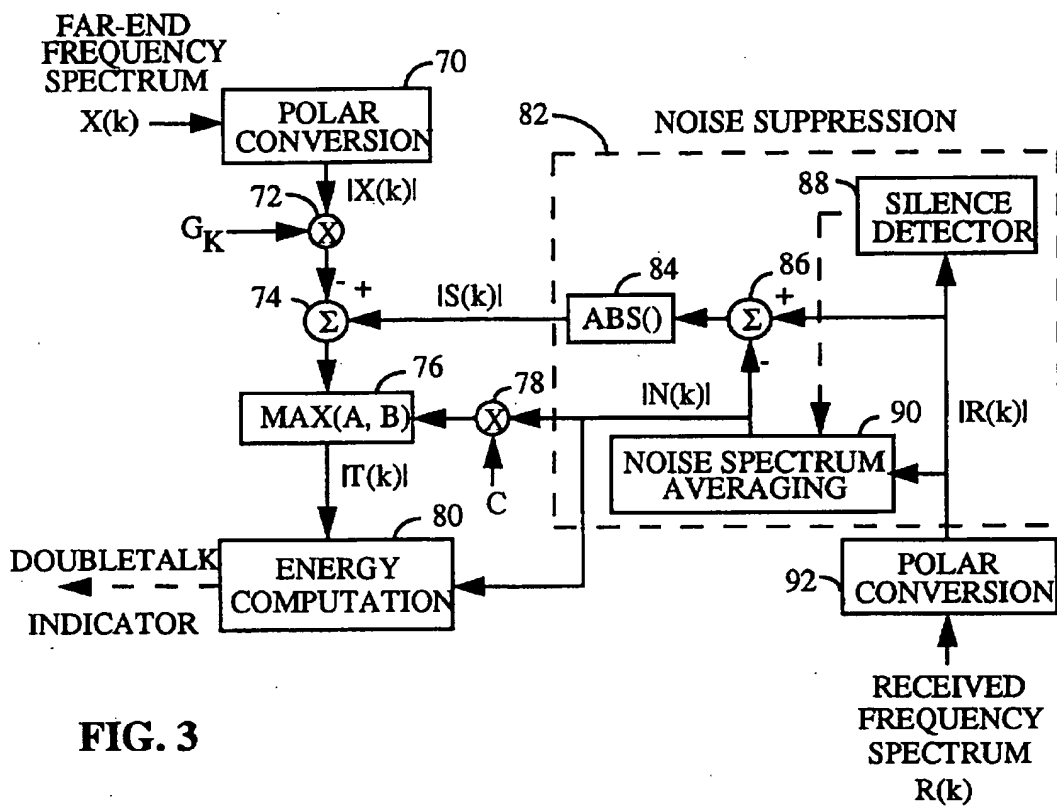 FAR-END
FREQUENCY
SPECTRUM
X(k)
70
POLAR
CONVERSION
|X(k)|
72
G_K
X
-
+
74
Σ
|S(k)|
82
NOISE SUPPRESSION
88
SILENCE
DETECTOR
84
ABS()
86
Σ
+
-
76
MAX(A, B)
78
X
C
|N(k)|
90
NOISE SPECTRUM
AVERAGING
|R(k)|
|T(k)|
80
ENERGY
COMPUTATION
DOUBLETALK
INDICATOR
92
POLAR
CONVERSION
RECEIVED
FREQUENCY
SPECTRUM
R(k)
FIG. 3